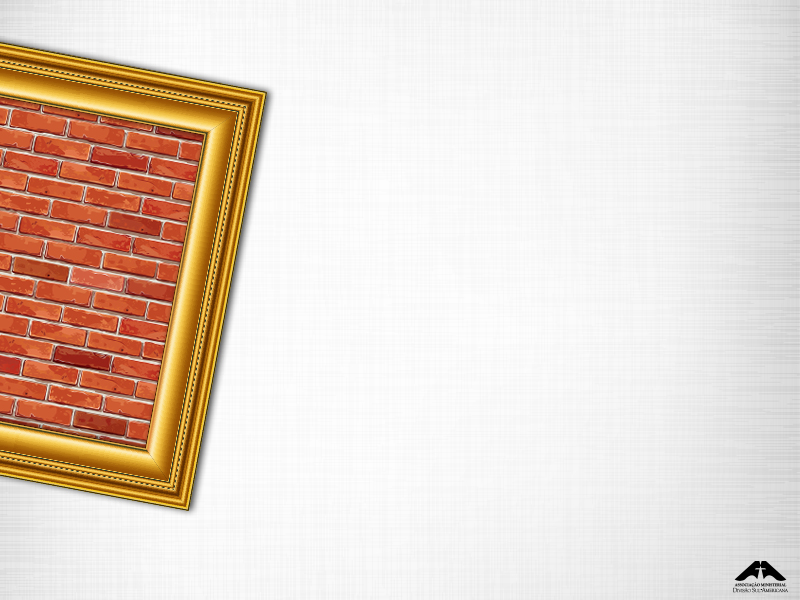 ASSOCIAÇÃO MINISTERIAL
DIVISÃO SUL-AMERICANA